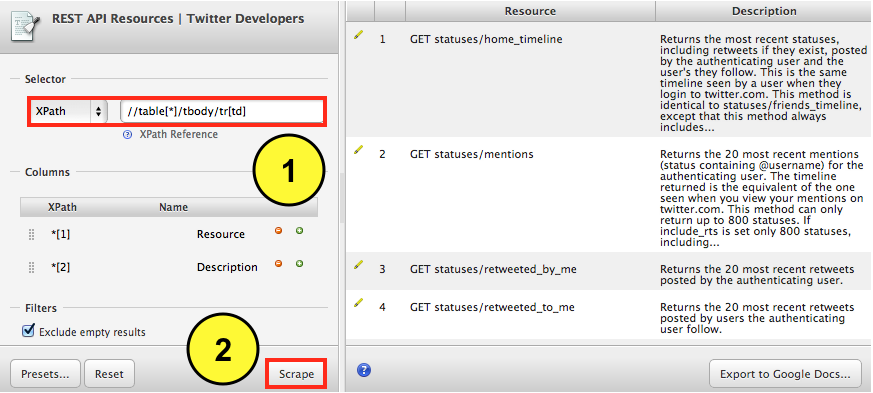 REST API Resources | Twitter Developers
Selector
XPath
//table[*]/tbody/tr[td]
XPath Reference
1
Columns
XPath Name
*[1] Resource
*[2] Description
Filters
Exclude empty results
2
Presets...
Reset
Scrape
Resource Description
1 GET statuses/home_timeline
Returns the most recent statuses,
including retweets if they exist, posted
by the authenticating user and the
user's they follow. This is the same
timeline seen by a user when they
login to twitter.com. This method is
identical to statuses/friends_timeline,
except that this method always
includes...
2 GET statuses/mentions
Returns the 20 most recent mentions
(status containing @username) for the
authenticating user. The timeline
returned is the equivalent of the one
seen when you view your mentions on
twitter.com. This method can only
return up to 800 statuses. If
include_rts is set only 800 statuses,
including...
3 GET statuses/retweeted_by_me
Returns the 20 most recent retweets
posted by the authenticating user.
4 GET statuses/retweeted_to_me
Returns the 20 most recent retweets
posted by users the authenticating
user follow.
?
Export to Google Docs...